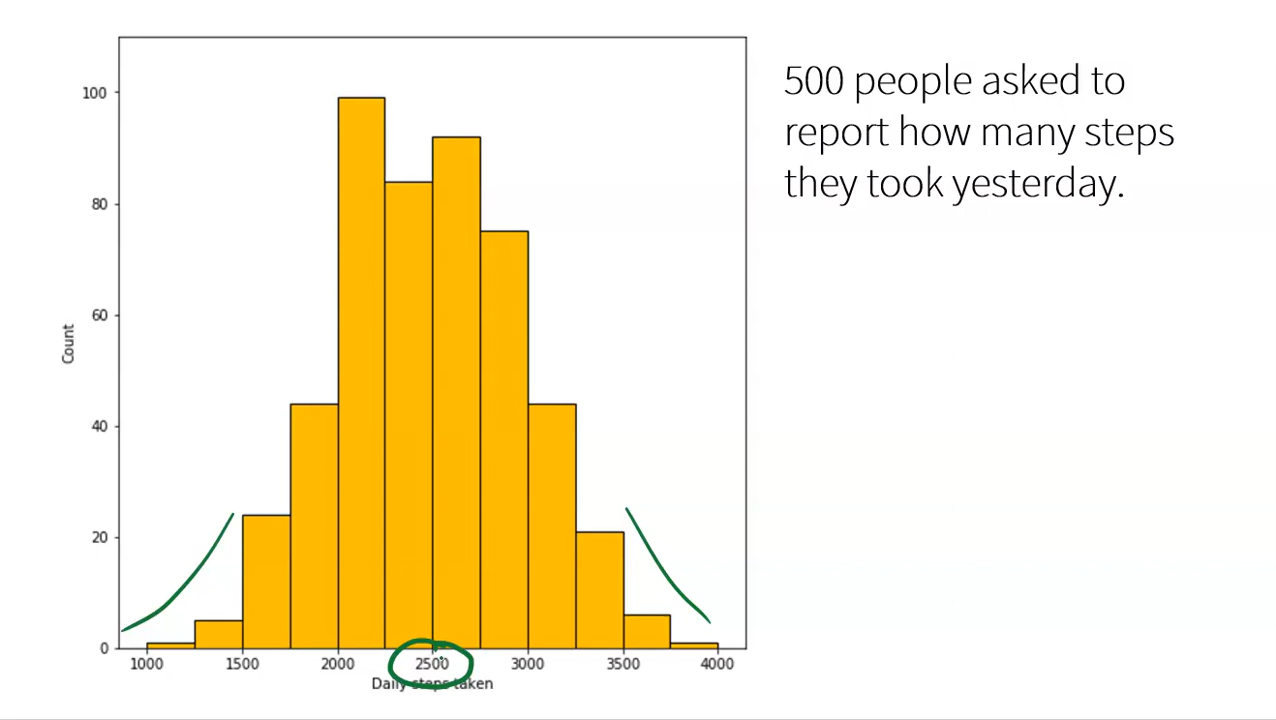 500 people asked to
report how many steps
they took yesterday.
100
80
60
40
20
0
Count
1000 1500 2000 2500 3000 3500 4000
Daily steps taken